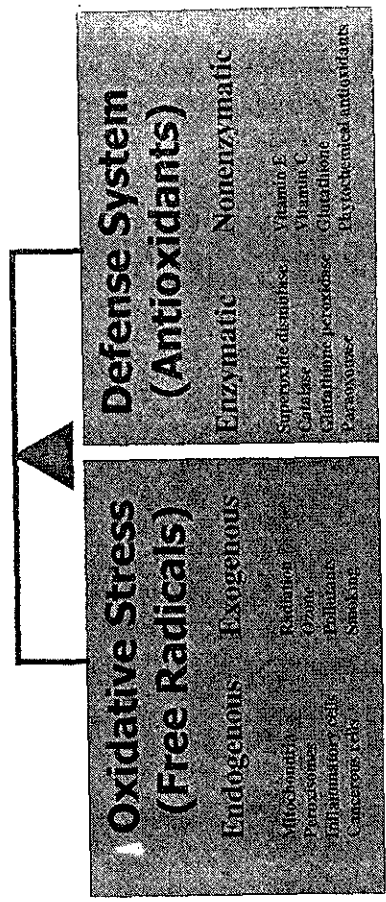 Oxidative Stress
(Free Radicals)
Endogenous Exogenous
Mitochondria Radiation
Peroxisomes Ozone
Inflammatory cells Pollutants
Cancerous cells Smoking
Defense System
(Antioxidants)
Enzymatic Nonenzymatic
Superoxide dismutase Vitamin E
Catalase Vitamin C
Glutathione peroxidase Glutathione
Paraoxonase Phytochemical antioxidants